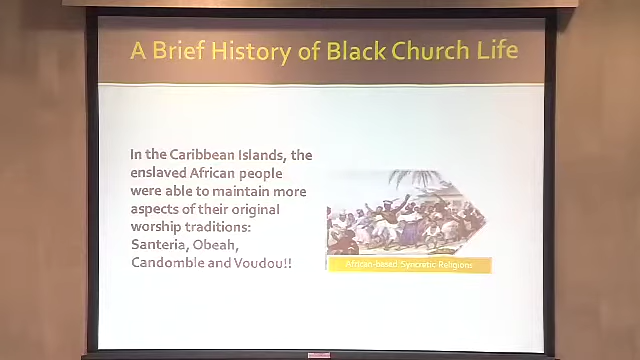 A Brief History of Black Church Life
In the Caribbean Islands, the
enslaved African people
were able to maintain more
aspects of their original
worship traditions:
Santeria, Obeah,
Candomble and Voudou!!
African-based Syncretic Religions